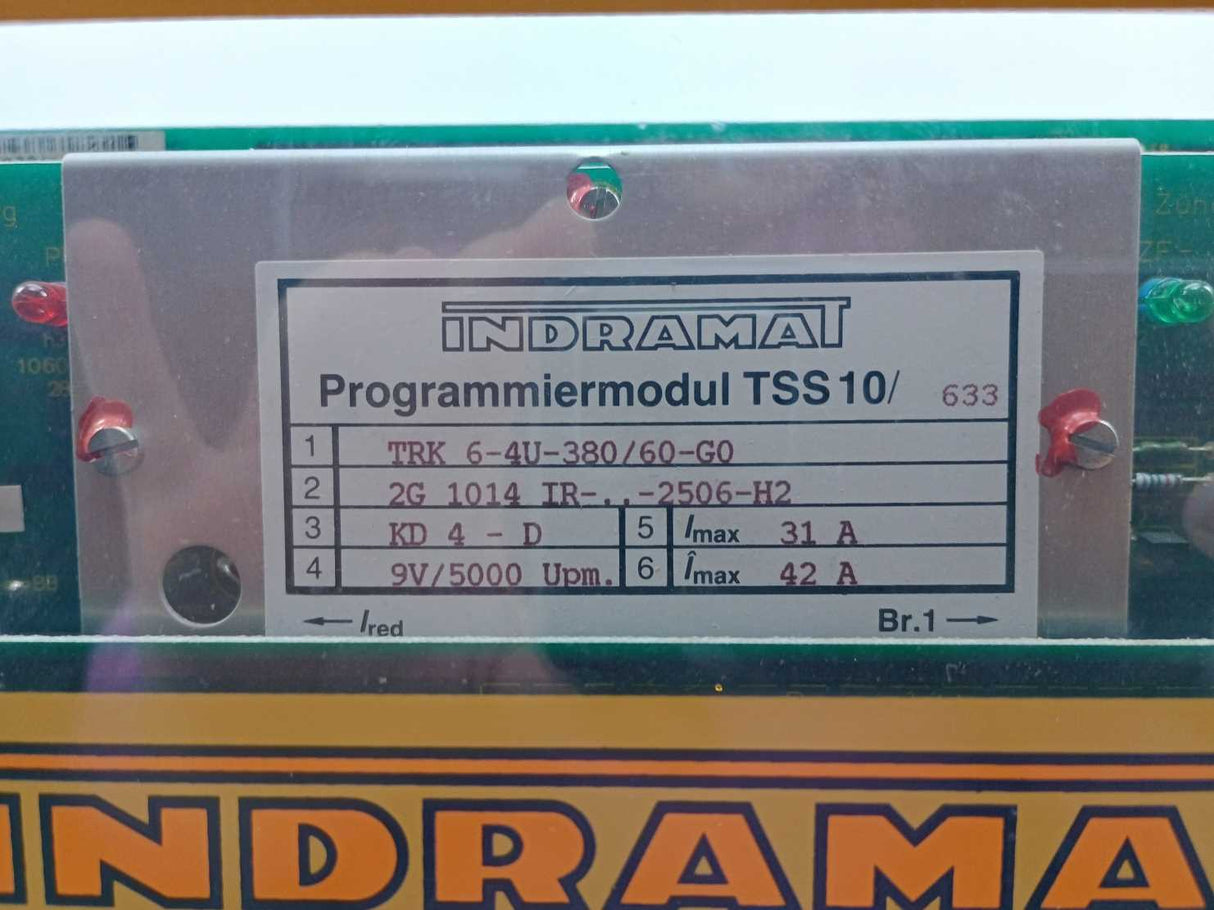 INDRAMAT
Programmiermodul TSS 10/ 633
1 TRK 6-4U-380/60-G0
2 2G 1014 IR-..-2506-H2
3 KD 4 - D 5 Imax 31 A
4 9V/5000 Upm. 6 Îmax 42 A
← Ired Br.1 →
INDRAMA